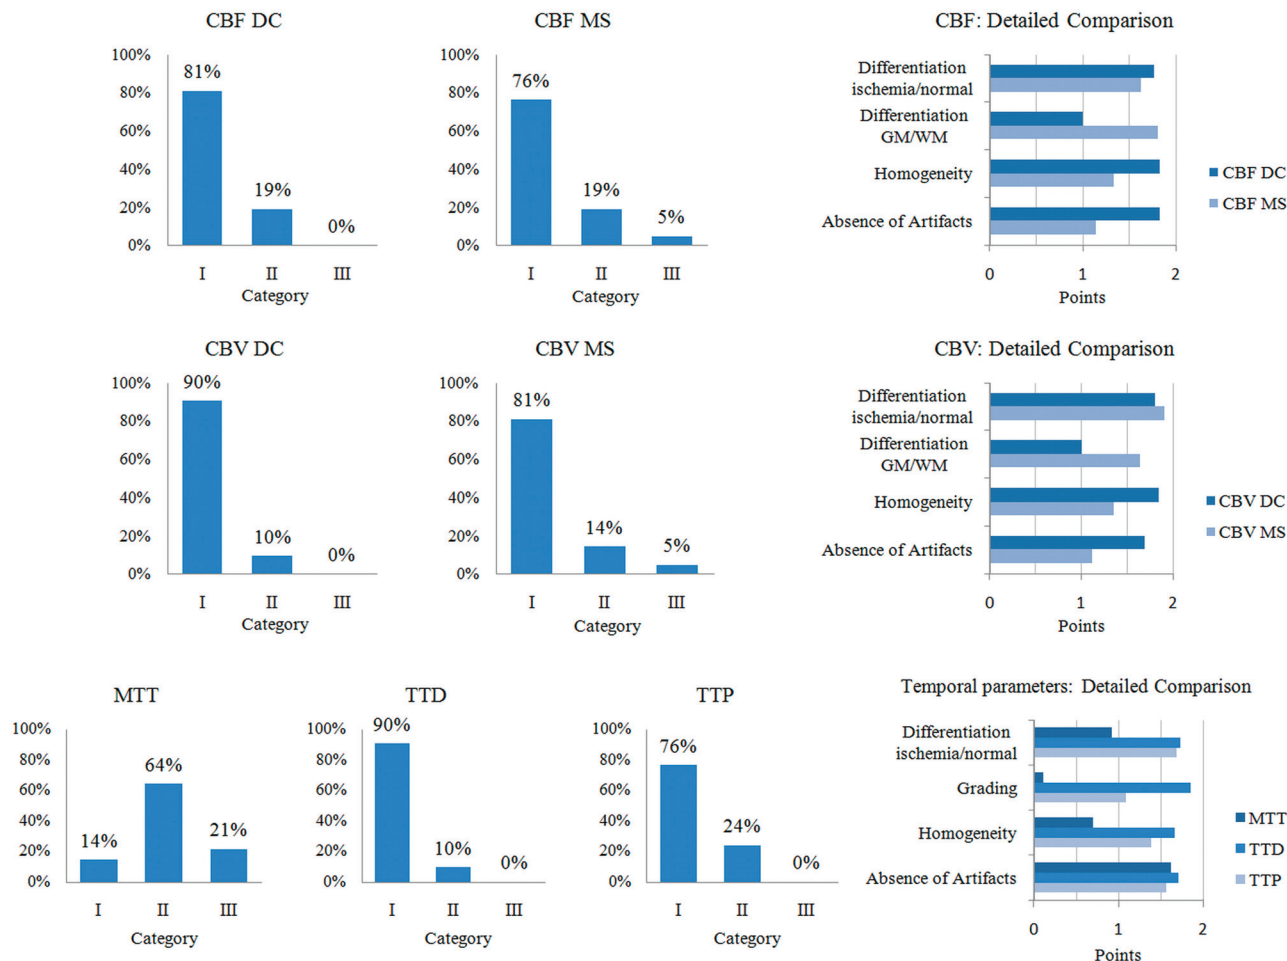 CBF DC
100%
80%
60%
40%
20%
0%
81%
19%
0%
I II III
Category
CBF MS
100%
80%
60%
40%
20%
0%
76%
19%
5%
I II III
Category
CBF: Detailed Comparison
Differentiation
ischemia/normal
Differentiation
GM/WM
Homogeneity
Absence of Artifacts
0 1 2
Points
CBF DC
CBF MS
CBV DC
100%
80%
60%
40%
20%
0%
90%
10%
0%
I II III
Category
CBV MS
100%
80%
60%
40%
20%
0%
81%
14%
5%
I II III
Category
CBV: Detailed Comparison
Differentiation
ischemia/normal
Differentiation
GM/WM
Homogeneity
Absence of Artifacts
0 1 2
Points
CBV DC
CBV MS
MTT
100%
80%
60%
40%
20%
0%
14%
64%
21%
I II III
Category
TTD
100%
80%
60%
40%
20%
0%
90%
10%
0%
I II III
Category
TTP
100%
80%
60%
40%
20%
0%
76%
24%
0%
I II III
Category
Temporal parameters: Detailed Comparison
Differentiation
ischemia/normal
Grading
Homogeneity
Absence of Artifacts
0 1 2
Points
MTT
TTD
TTP